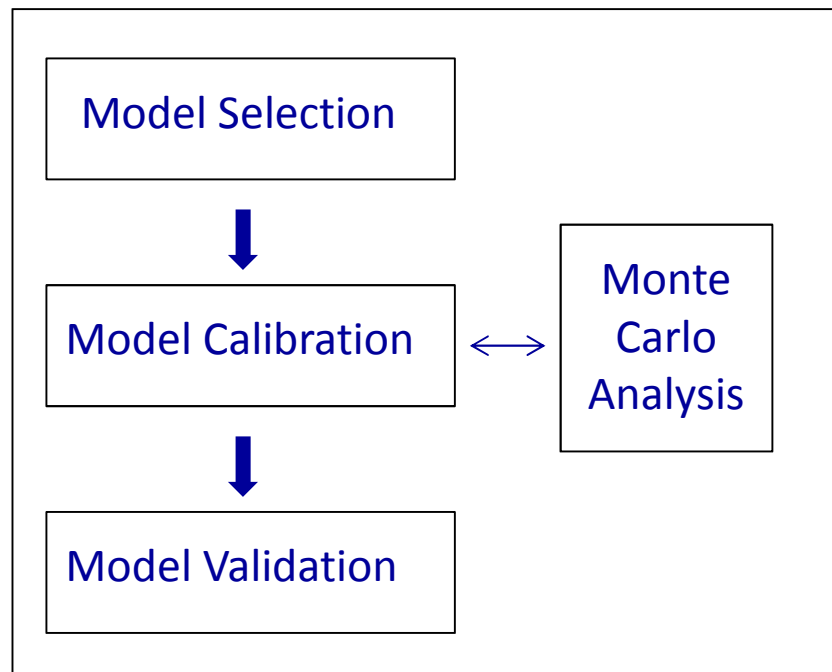 Model Selection
Model Calibration
Monte
Carlo
Analysis
Model Validation